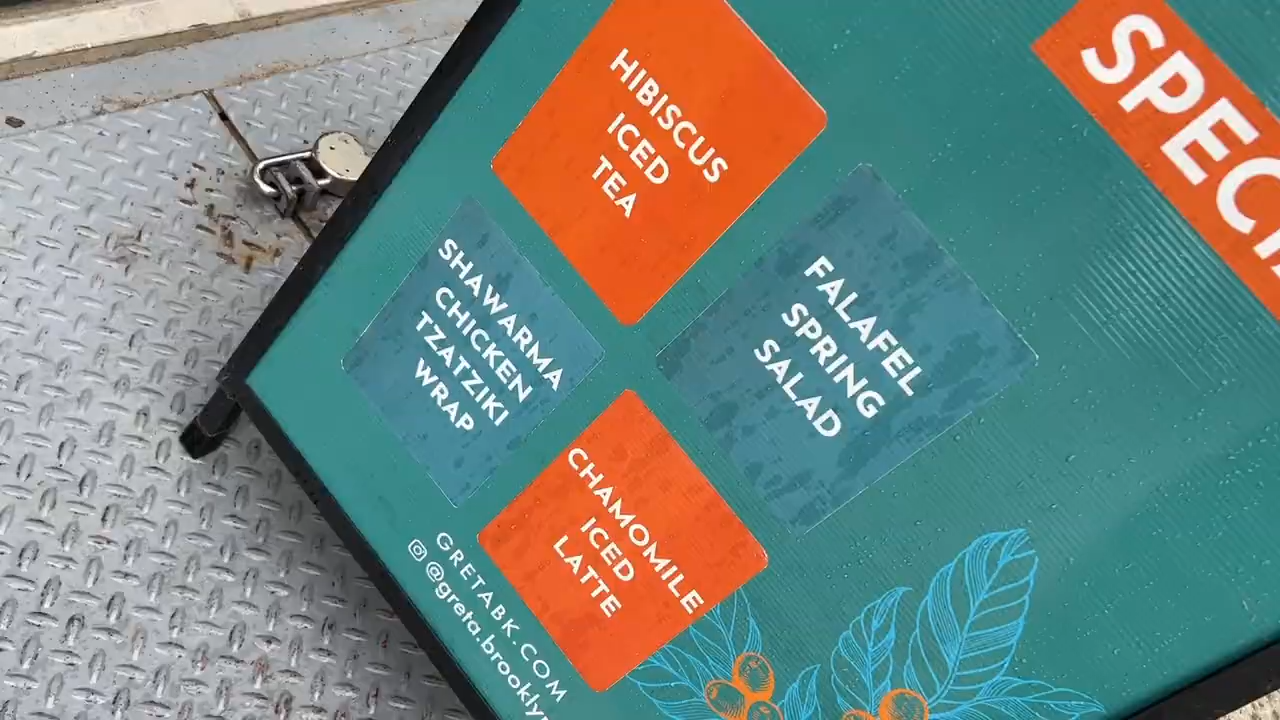 SPECI
HIBISCUS
ICED
TEA
FALAFEL
SPRING
SALAD
SHAWARMA
CHICKEN
TZATZIKI
WRAP
CHAMOMILE
ICED
LATTE
GRETABK.COM
@greta.brooklyn